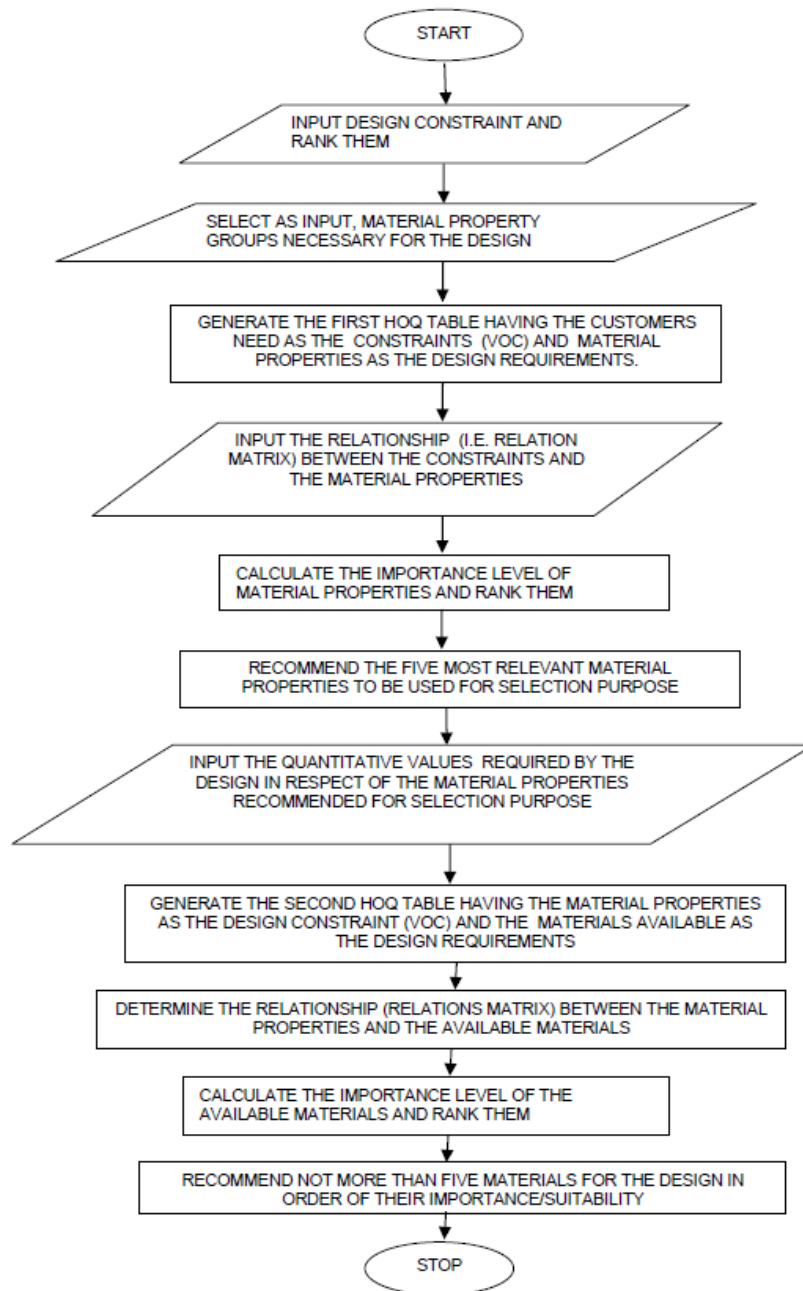 START
INPUT DESIGN CONSTRAINT AND
RANK THEM
SELECT AS INPUT, MATERIAL PROPERTY
GROUPS NECESSARY FOR THE DESIGN
GENERATE THE FIRST HOQ TABLE HAVING THE CUSTOMERS
NEED AS THE CONSTRAINTS (VOC) AND MATERIAL
PROPERTIES AS THE DESIGN REQUIREMENTS.
INPUT THE RELATIONSHIP (I.E. RELATION
MATRIX) BETWEEN THE CONSTRAINTS AND
THE MATERIAL PROPERTIES
CALCULATE THE IMPORTANCE LEVEL OF
MATERIAL PROPERTIES AND RANK THEM
RECOMMEND THE FIVE MOST RELEVANT MATERIAL
PROPERTIES TO BE USED FOR SELECTION PURPOSE
INPUT THE QUANTITATIVE VALUES REQUIRED BY THE
DESIGN IN RESPECT OF THE MATERIAL PROPERTIES
RECOMMENDED FOR SELECTION PURPOSE
GENERATE THE SECOND HOQ TABLE HAVING THE MATERIAL PROPERTIES
AS THE DESIGN CONSTRAINT (VOC) AND THE MATERIALS AVAILABLE AS
THE DESIGN REQUIREMENTS
DETERMINE THE RELATIONSHIP (RELATIONS MATRIX) BETWEEN THE MATERIAL
PROPERTIES AND THE AVAILABLE MATERIALS
CALCULATE THE IMPORTANCE LEVEL OF THE
AVAILABLE MATERIALS AND RANK THEM
RECOMMEND NOT MORE THAN FIVE MATERIALS FOR THE DESIGN IN
ORDER OF THEIR IMPORTANCE/SUITABILITY
STOP